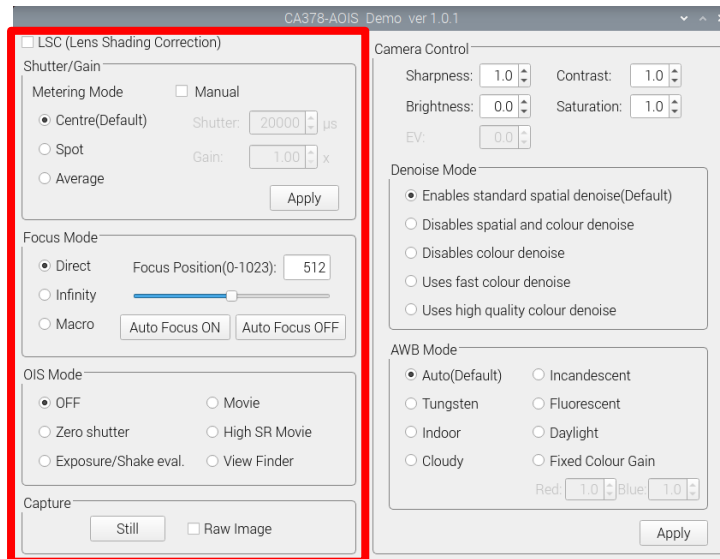 CA378-AOIS Demo ver 1.0.1
LSC (Lens Shading Correction)
Shutter/Gain
Metering Mode
Manual
Centre(Default)
Shutter: 20000 µs
Spot
Gain: 1.00 x
Average
Apply
Focus Mode
Direct
Focus Position(0-1023): 512
Infinity
Macro
Auto Focus ON
Auto Focus OFF
OIS Mode
OFF
Movie
Zero shutter
High SR Movie
Exposure/Shake eval.
View Finder
Capture
Still
Raw Image
Camera Control
Sharpness: 1.0
Contrast: 1.0
Brightness: 0.0
Saturation: 1.0
EV: 0.0
Denoise Mode
Enables standard spatial denoise(Default)
Disables spatial and colour denoise
Disables colour denoise
Uses fast colour denoise
Uses high quality colour denoise
AWB Mode
Auto(Default)
Incandescent
Tungsten
Fluorescent
Indoor
Daylight
Cloudy
Fixed Colour Gain
Red: 1.0 Blue: 1.0
Apply